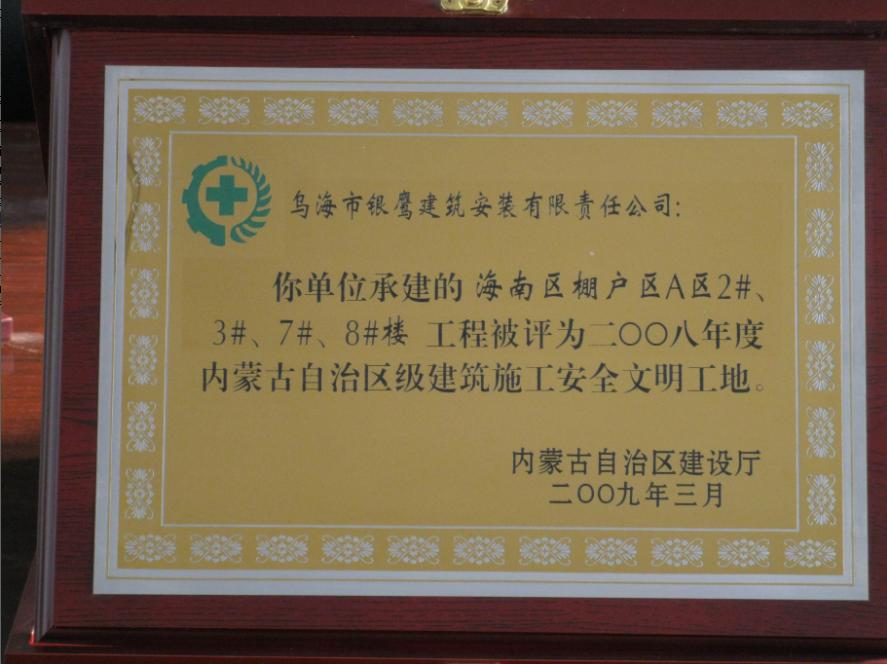 乌海市银鹰建筑安装有限责任公司:
你单位承建的 海南区棚户区A区2#、
3#、7#、8#楼 工程被评为二〇〇八年度
内蒙古自治区级建筑施工安全文明工地。
内蒙古自治区建设厅
二〇〇九年三月